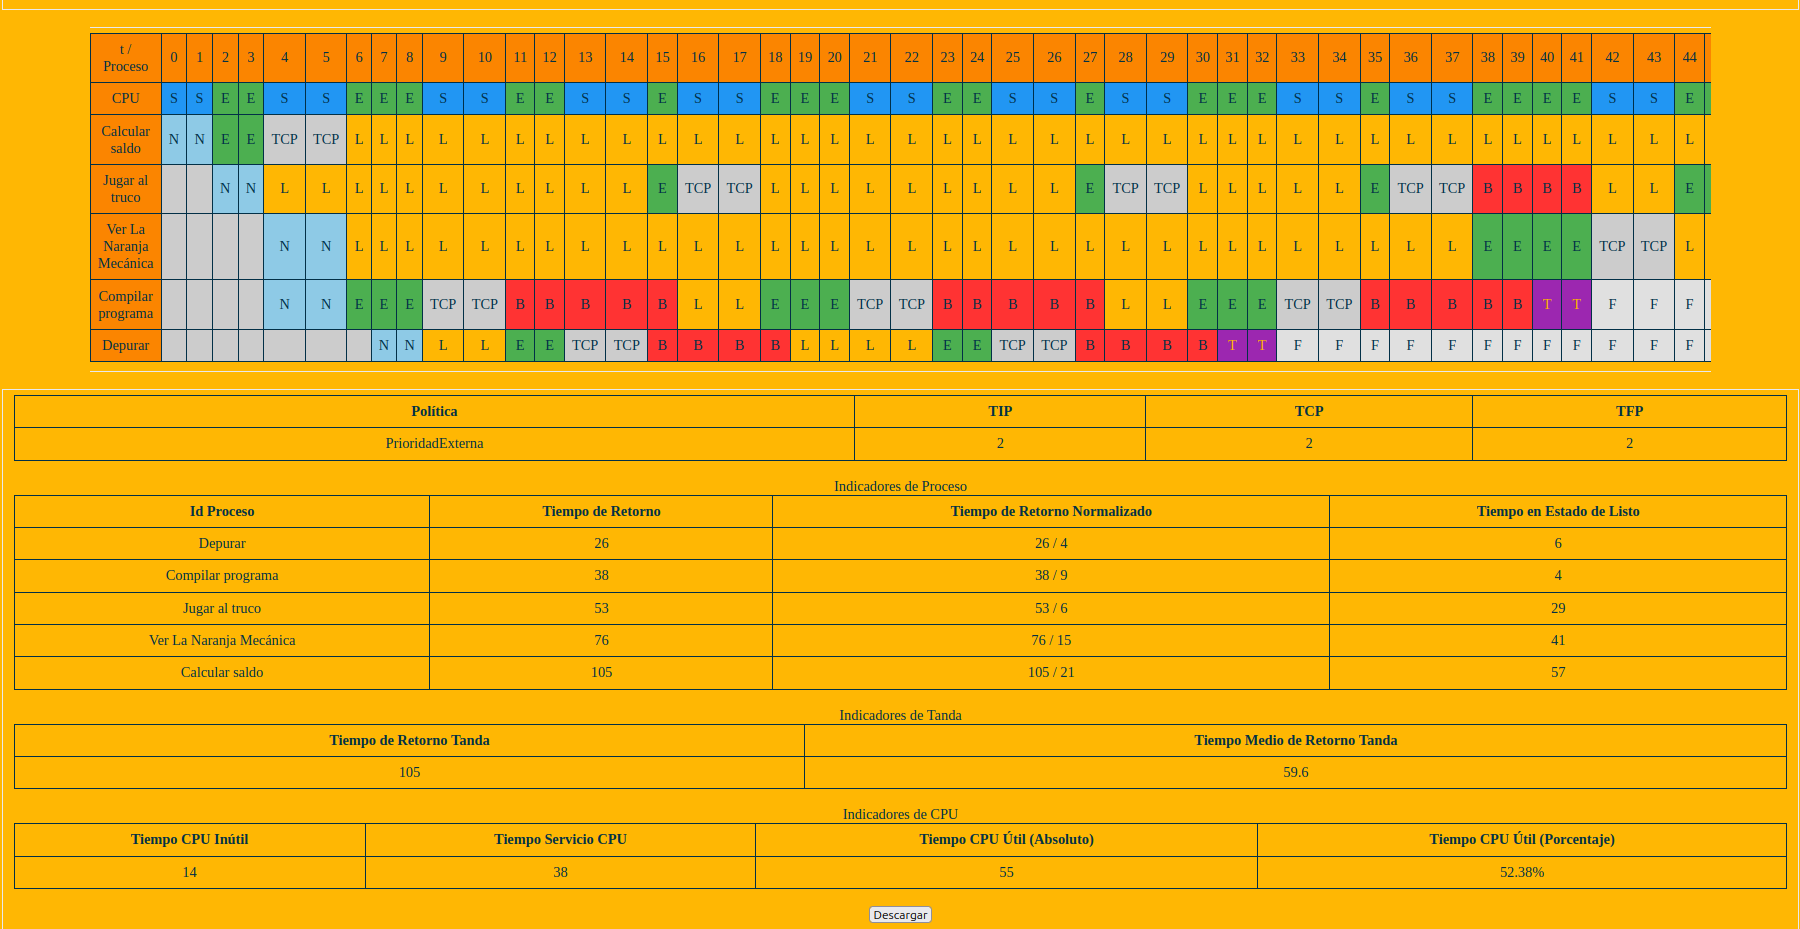 t / Proceso 0 1 2 3 4 5 6 7 8 9 10 11 12 13 14 15 16 17 18 19 20 21 22 23 24 25 26 27 28 29 30 31 32 33 34 35 36 37 38 39 40 41 42 43 44
CPU S S E E S S E E E S S E E S S E S S E E E S S E E S S E S S E E E S S E S S E E E E S S E
Calcular saldo N N E E TCP TCP L L L L L L L L L L L L L L L L L L L L L L L L L L L L L L L L L L L L L L L
Jugar al truco N N L L L L L L L L L L L E TCP TCP L L L L L L L L L E TCP TCP L L L L L E TCP TCP B B B B L L E
Ver La Naranja Mecánica N N L L L L L L L L L L L L L L L L L L L L L L L L L L L L L L L L E E E E TCP TCP L
Compilar programa N N E E E TCP TCP B B B B B L L E E E TCP TCP B B B B B L L E E E TCP TCP B B B B B T T F F F
Depurar N N L L E E TCP TCP B B B B L L L L E E TCP TCP B B B B T T F F F F F F F F F F F F
Política TIP TCP TFP
PrioridadExterna 2 2 2
Indicadores de Proceso
Id Proceso Tiempo de Retorno Tiempo de Retorno Normalizado Tiempo en Estado de Listo
Depurar 26 26 / 4 6
Compilar programa 38 38 / 9 4
Jugar al truco 53 53 / 6 29
Ver La Naranja Mecánica 76 76 / 15 41
Calcular saldo 105 105 / 21 57
Indicadores de Tanda
Tiempo de Retorno Tanda Tiempo Medio de Retorno Tanda
105 59.6
Indicadores de CPU
Tiempo CPU Inútil Tiempo Servicio CPU Tiempo CPU Útil (Absoluto) Tiempo CPU Útil (Porcentaje)
14 38 55 52.38%
Descargar